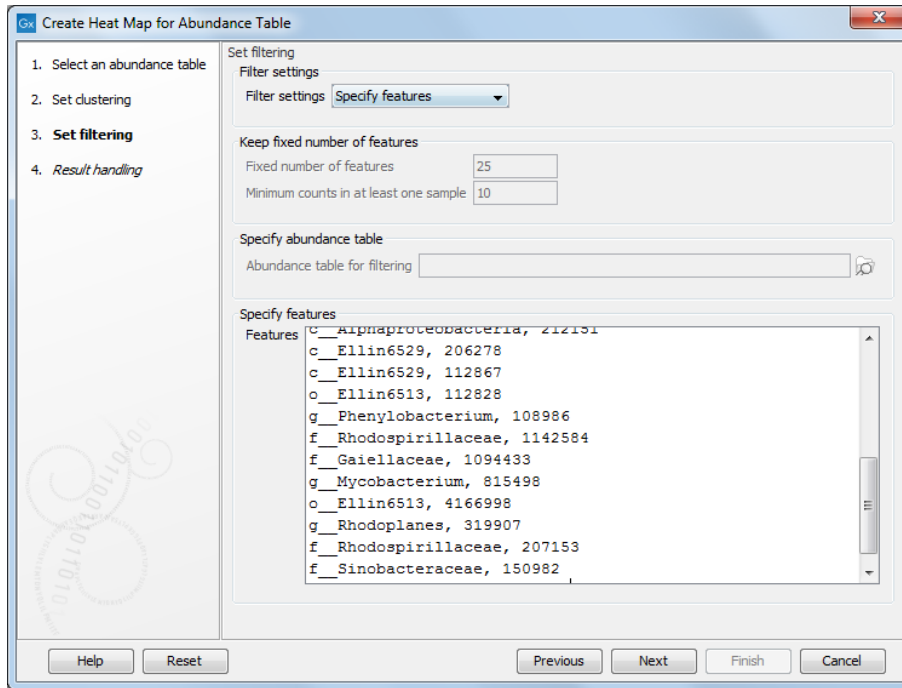 Gx Create Heat Map for Abundance Table
1. Select an abundance table
2. Set clustering
3. Set filtering
4. Result handling
Set filtering
Filter settings
Filter settings Specify features
Keep fixed number of features
Fixed number of features 25
Minimum counts in at least one sample 10
Specify abundance table
Abundance table for filtering
Specify features
Features c__Alphaproteobacteria, 212151
c__Ellin6529, 206278
c__Ellin6529, 112867
o__Ellin6513, 112828
g__Phenylobacterium, 108986
f__Rhodospirillaceae, 1142584
f__Gaiellaceae, 1094433
g__Mycobacterium, 815498
o__Ellin6513, 4166998
g__Rhodoplanes, 319907
f__Rhodospirillaceae, 207153
f__Sinobacteraceae, 150982
Help Reset Previous Next Finish Cancel